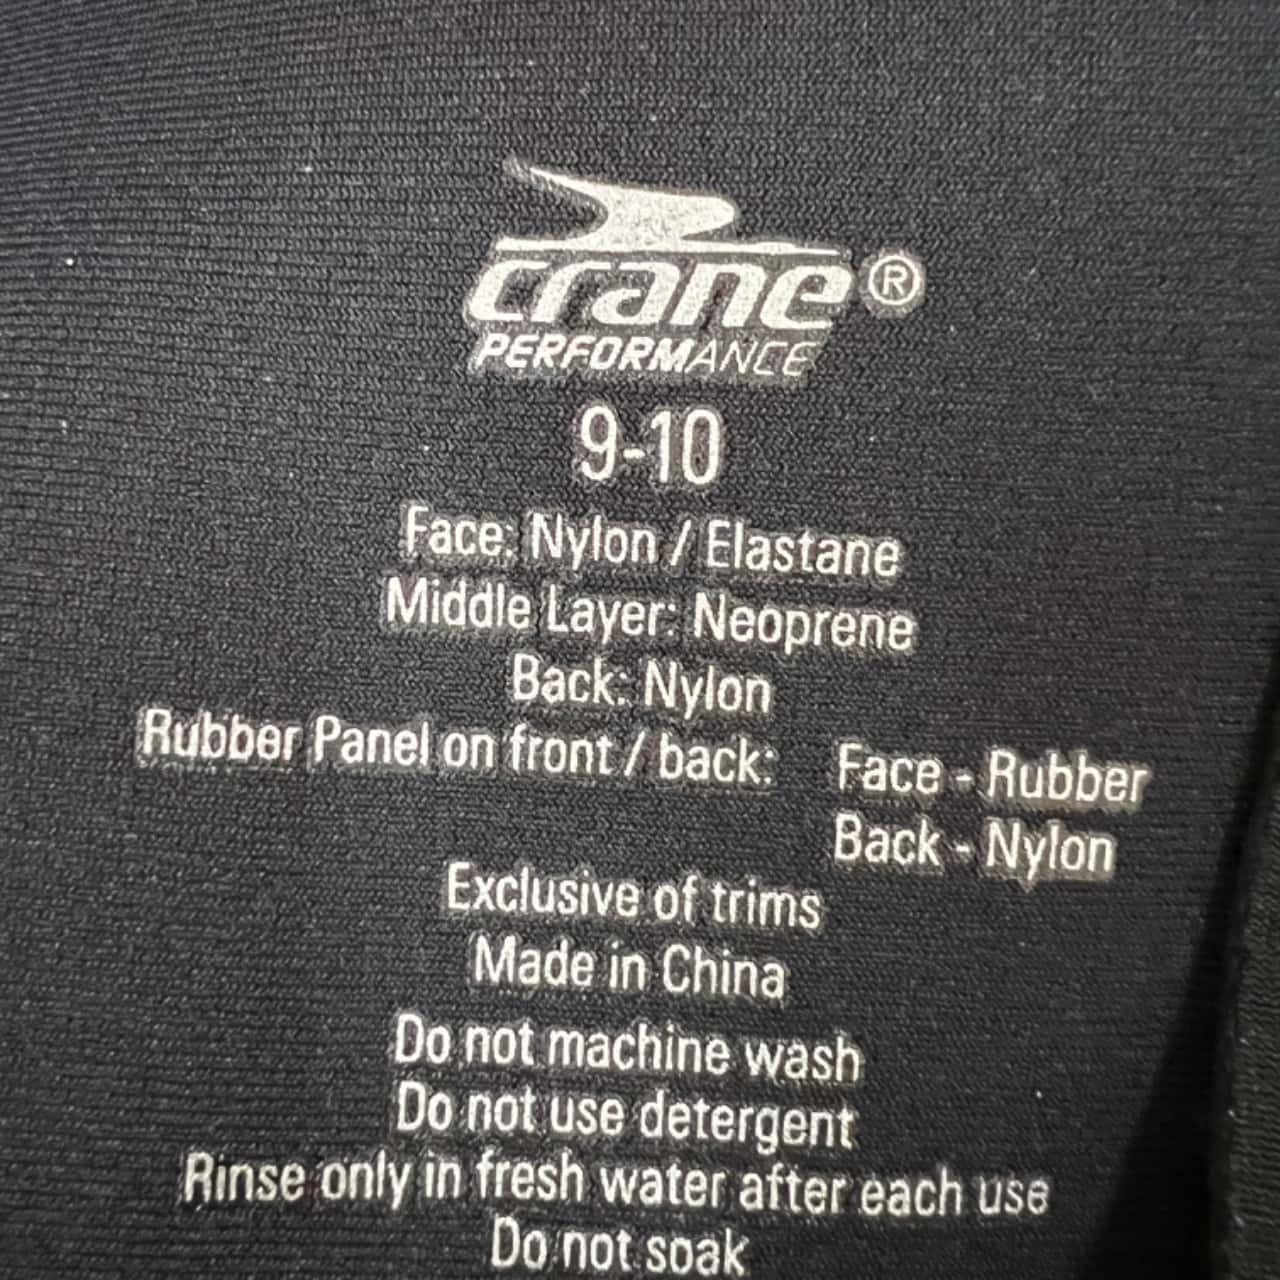 crane®
PERFORMANCE
9-10
Face: Nylon / Elastane
Middle Layer: Neoprene
Back: Nylon
Rubber Panel on front / back: Face - Rubber
Back - Nylon
Exclusive of trims
Made in China
Do not machine wash
Do not use detergent
Rinse only in fresh water after each use
Do not soak